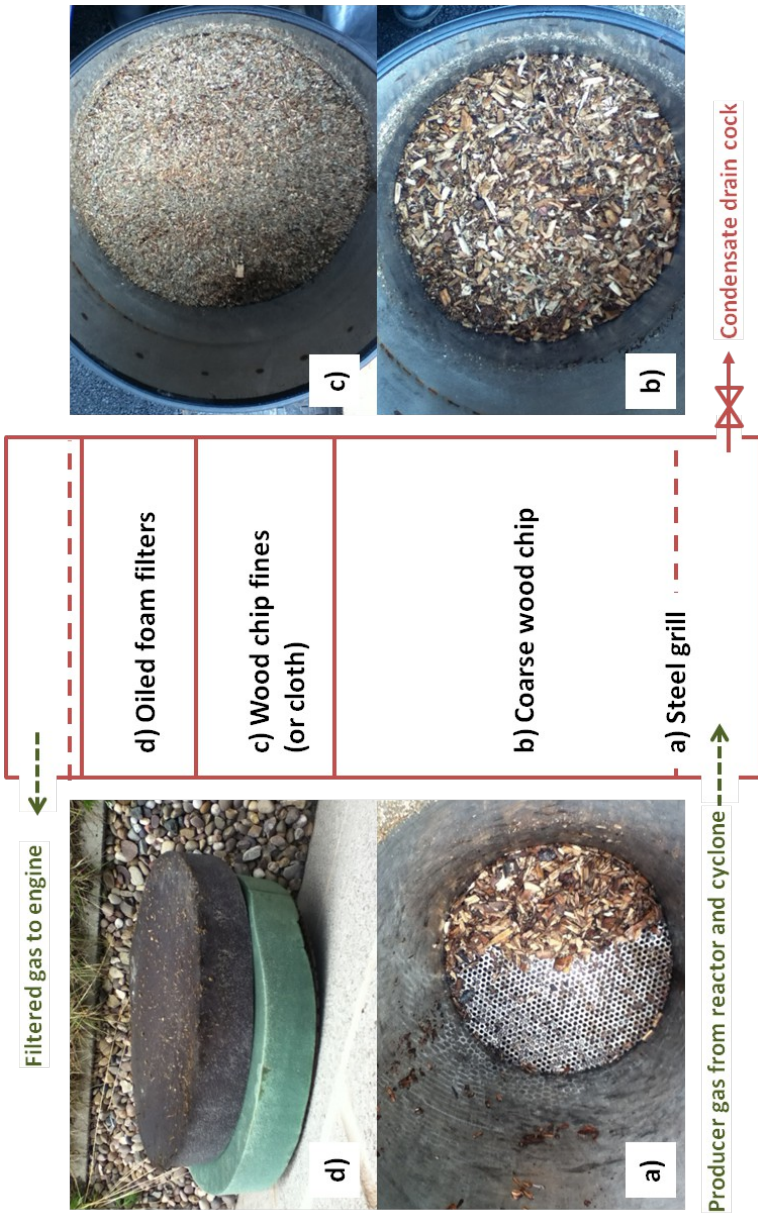 Filtered gas to engine
d) Oiled foam filters
c) Wood chip fines
(or cloth)
b) Coarse wood chip
a) Steel grill
Producer gas from reactor and cyclone
Condensate drain cock
d)
a)
c)
b)